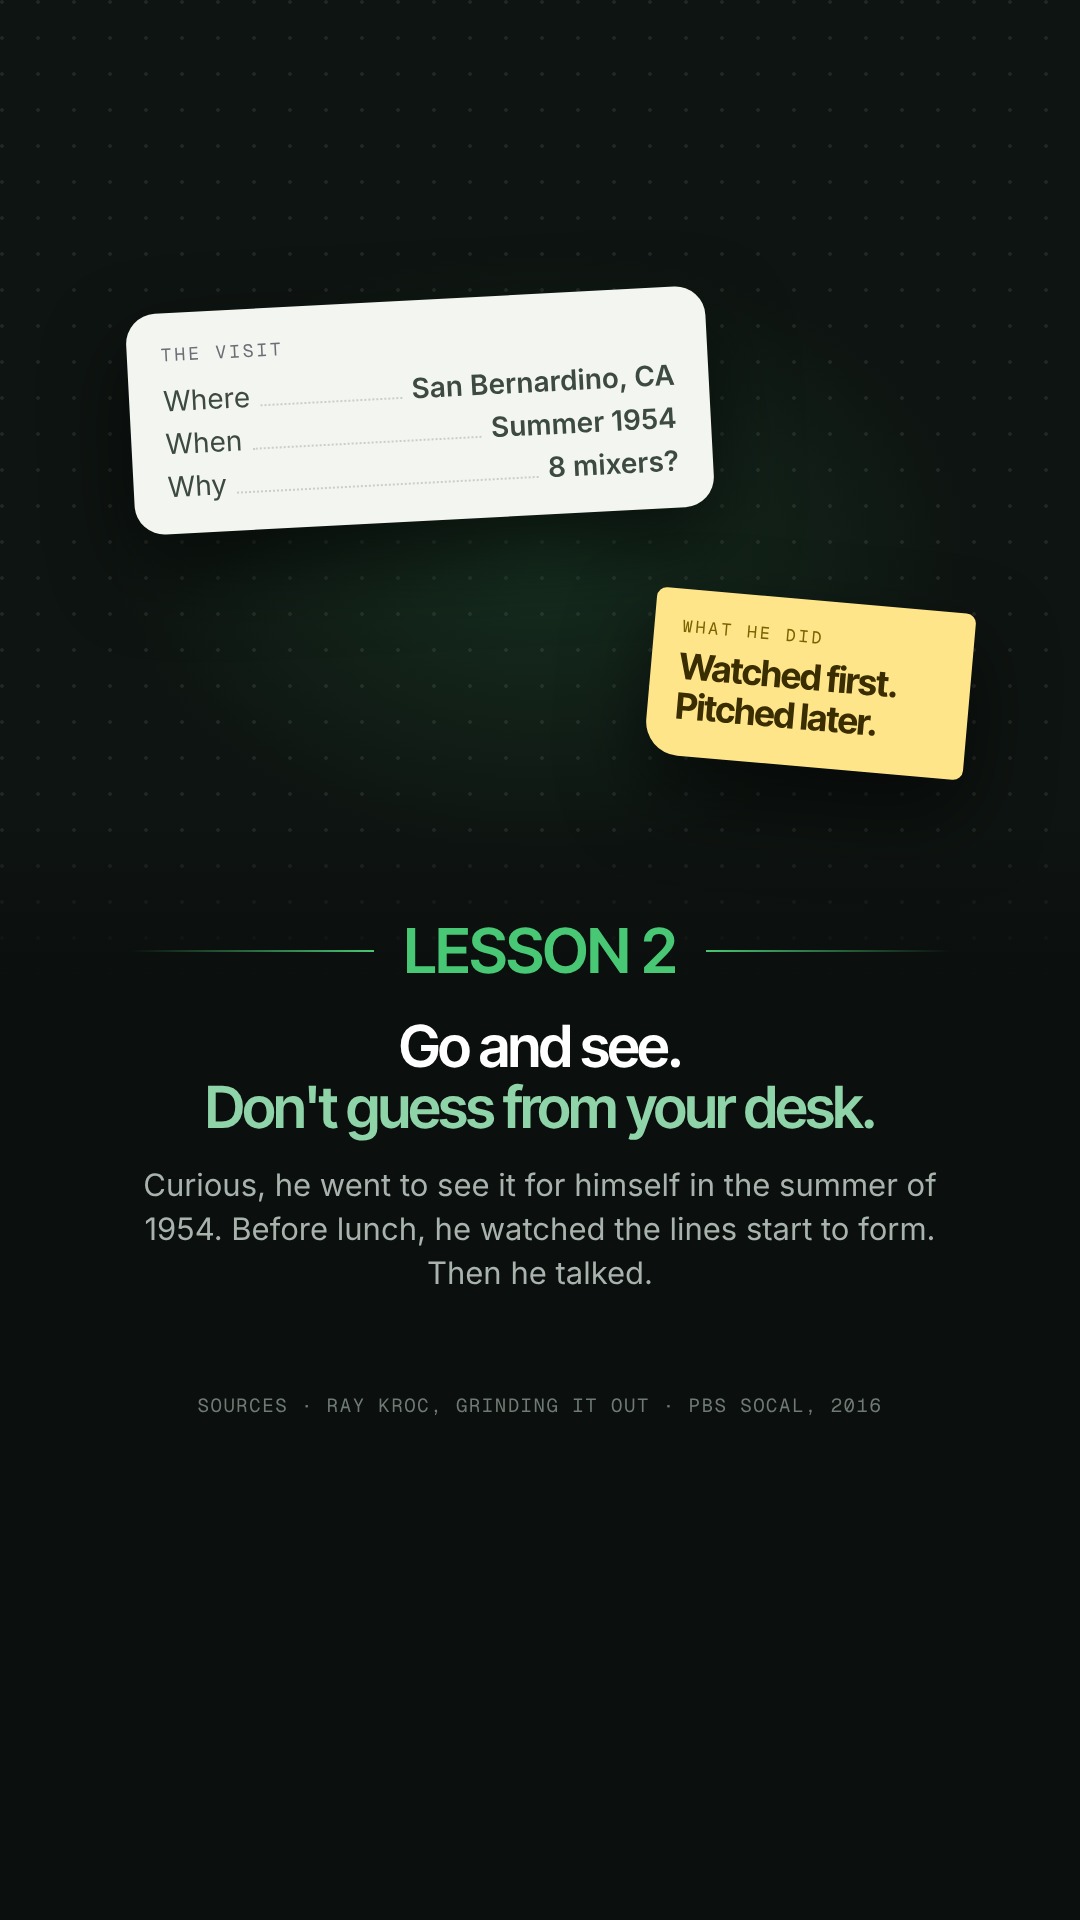 THE VISIT
Where San Bernardino, CA
When Summer 1954
Why 8 mixers?
WHAT HE DID
Watched first.
Pitched later.
LESSON 2
Go and see.
Don't guess from your desk.
Curious, he went to see it for himself in the summer of
1954. Before lunch, he watched the lines start to form.
Then he talked.
SOURCES · RAY KROC, GRINDING IT OUT · PBS SOCAL, 2016